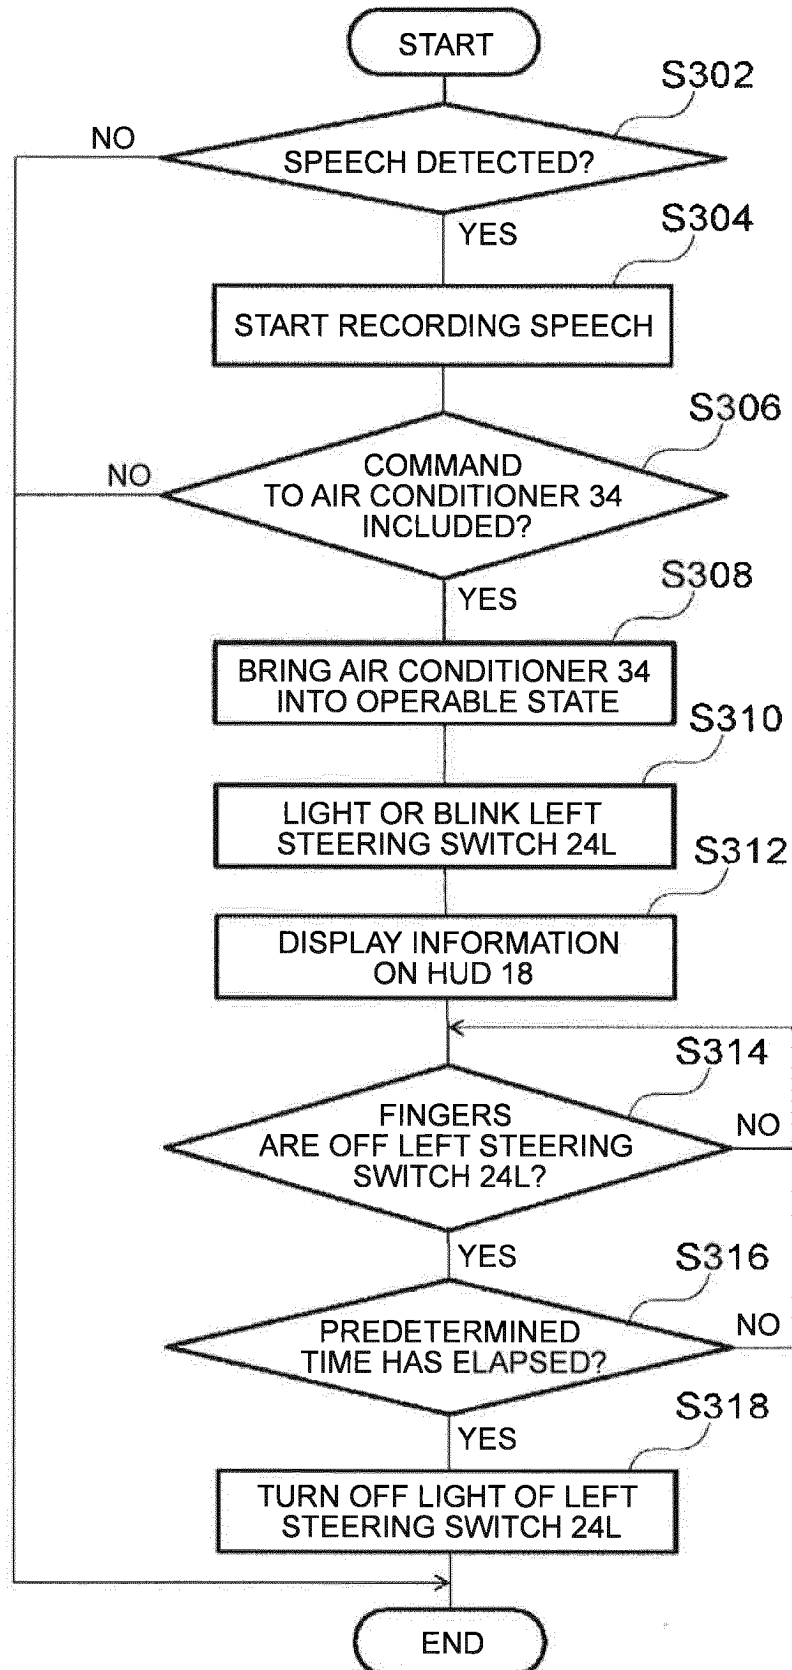 START
S302
NO
SPEECH DETECTED?
YES
S304
START RECORDING SPEECH
S306
NO
COMMAND
TO AIR CONDITIONER 34
INCLUDED?
YES
S308
BRING AIR CONDITIONER 34
INTO OPERABLE STATE
S310
LIGHT OR BLINK LEFT
STEERING SWITCH 24L
S312
DISPLAY INFORMATION
ON HUD 18
S314
FINGERS
ARE OFF LEFT STEERING
SWITCH 24L?
NO
YES
S316
PREDETERMINED
TIME HAS ELAPSED?
NO
YES
S318
TURN OFF LIGHT OF LEFT
STEERING SWITCH 24L
END